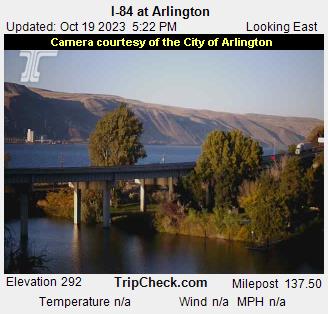 I-84 at Arlington
Updated: Oct 19 2023 5:22 PM Looking East
Camera courtesy of the City of Arlington
Elevation 292 TripCheck.com Milepost 137.50
Temperature n/a Wind n/a MPH n/a